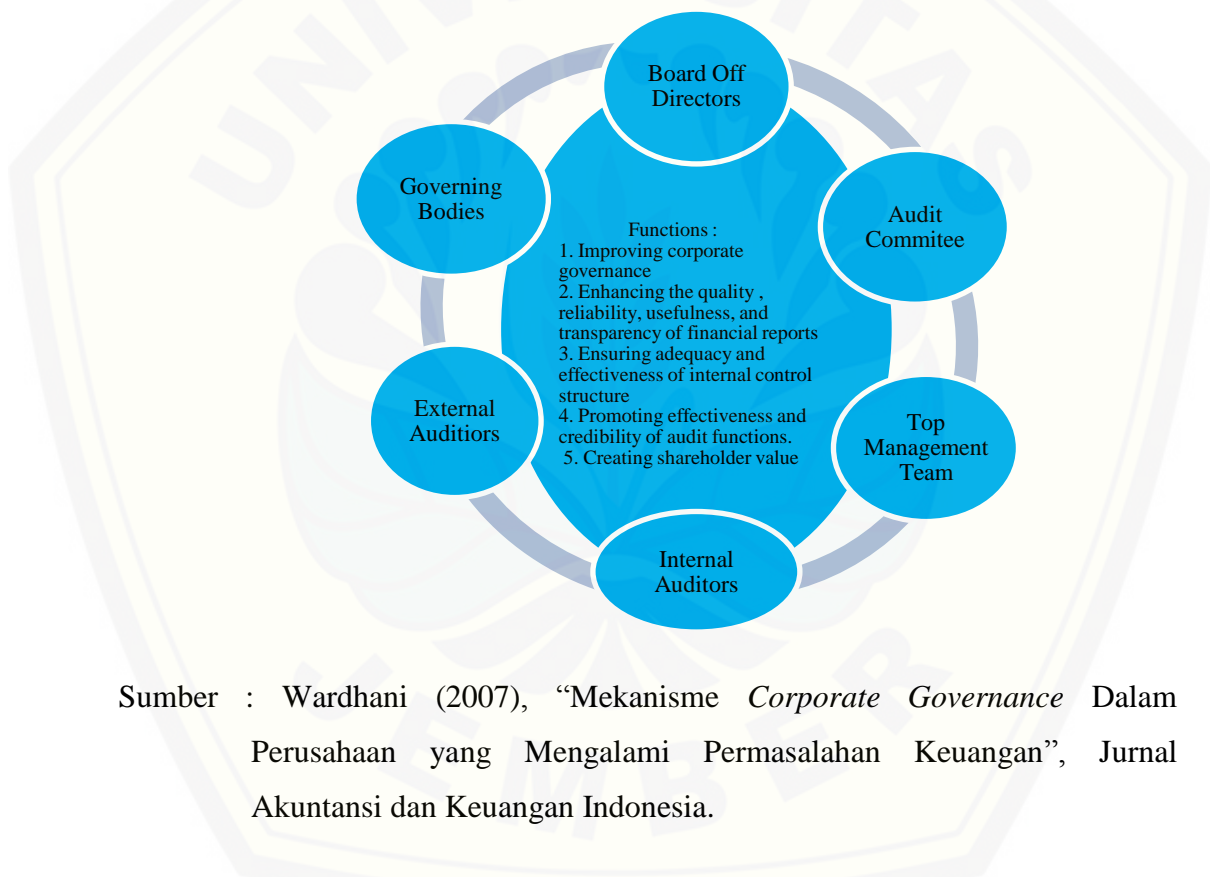 Board Off
Directors
Governing
Bodies
Audit
Commitee
Functions :
1. Improving corporate
governance
2. Enhancing the quality ,
reliability, usefulness, and
transparency of financial reports
3. Ensuring adequacy and
effectiveness of internal control
structure
4. Promoting effectiveness and
credibility of audit functions.
5. Creating shareholder value
External
Auditiors
Top
Management
Team
Internal
Auditors
Sumber : Wardhani (2007), “Mekanisme Corporate Governance Dalam
Perusahaan yang Mengalami Permasalahan Keuangan”, Jurnal
Akuntansi dan Keuangan Indonesia.
UNIVERSITAS
JEMBER